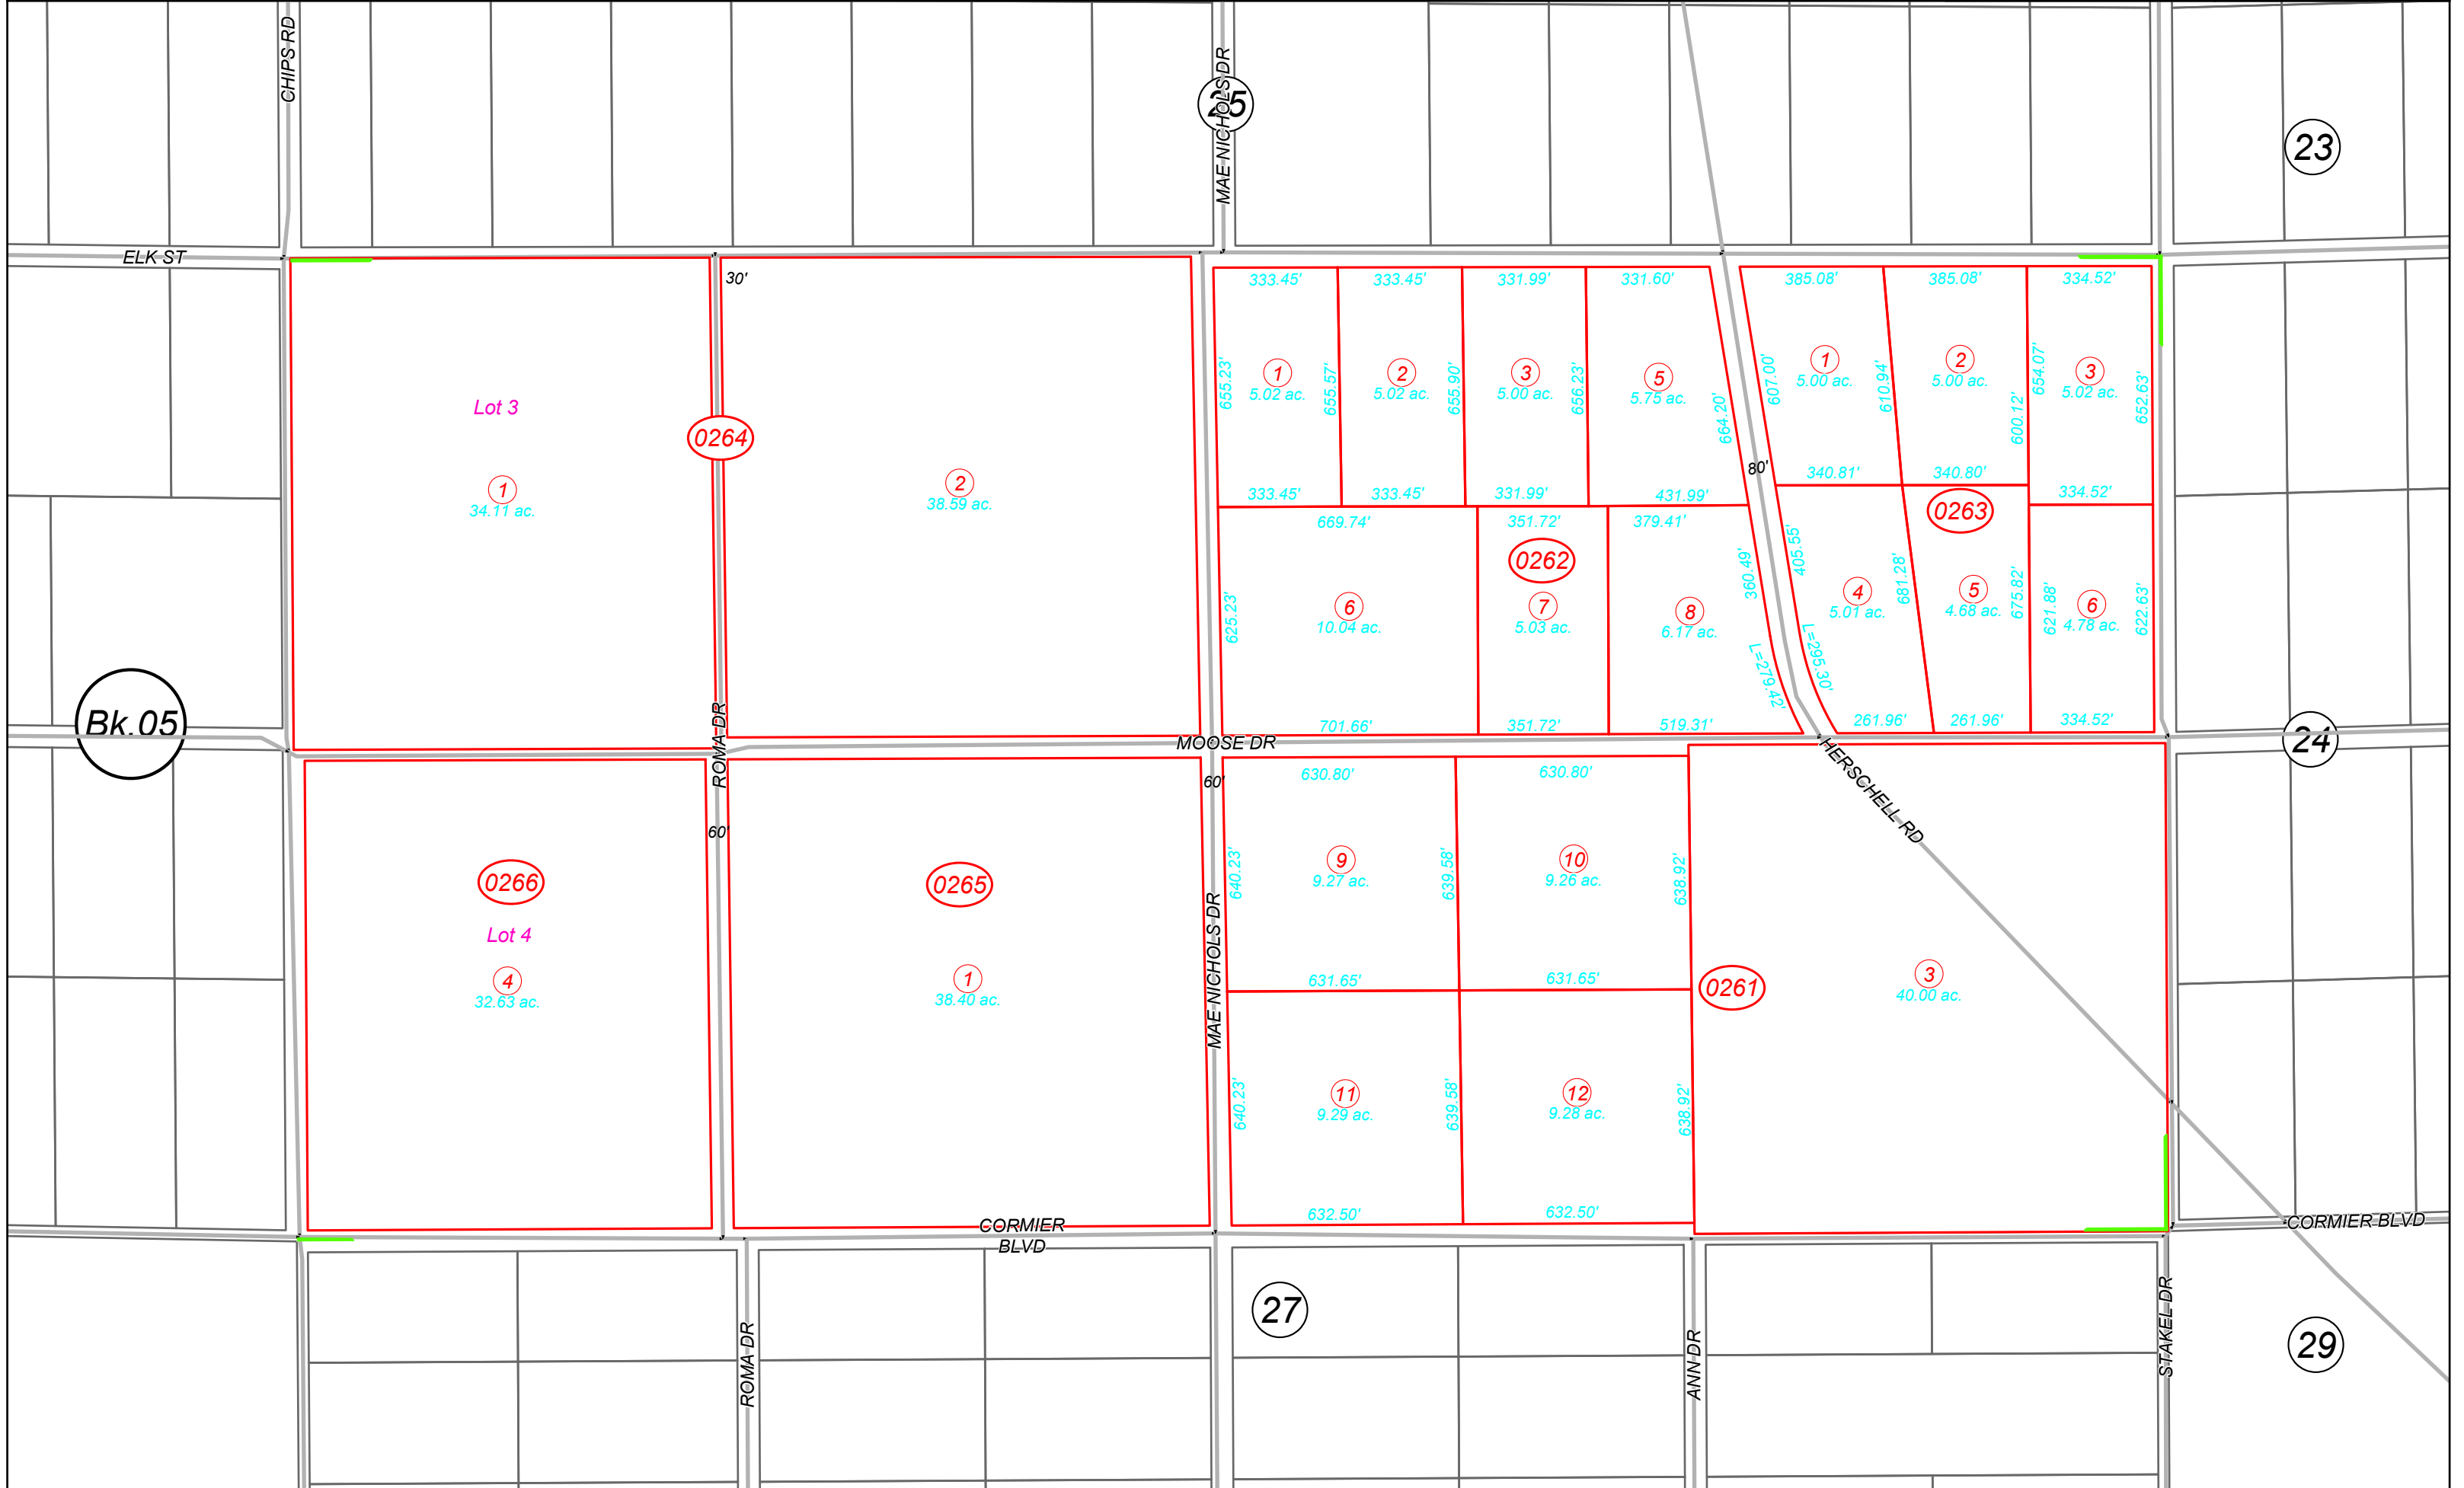 CHIPS RD
MAE NICHOLS DR
25
23
ELK ST
30'
333.45'
333.45'
331.99'
331.60'
385.08'
385.08'
334.52'
Lot 3
0264
1
34.11 ac.
2
38.59 ac.
655.23'
1
5.02 ac.
655.57'
2
5.02 ac.
655.90'
3
5.00 ac.
656.23'
5
5.75 ac.
664.20'
607.00'
1
5.00 ac.
610.94'
2
5.00 ac.
600.12'
654.07'
3
5.02 ac.
652.63'
80'
333.45'
333.45'
331.99'
431.99'
340.81'
340.80'
334.52'
669.74'
351.72'
379.41'
0262
0263
625.23'
6
10.04 ac.
7
5.03 ac.
8
6.17 ac.
360.49'
L=279.42'
405.55'
L=295.30'
4
5.01 ac.
681.28'
5
4.68 ac.
675.82'
621.88'
6
4.78 ac.
622.63'
701.66'
351.72'
519.31'
261.96'
261.96'
334.52'
Bk.05
ROMA DR
MOOSE DR
24
HERSCHELL RD
60'
60'
630.80'
630.80'
0266
Lot 4
4
32.63 ac.
0265
1
38.40 ac.
MAE NICHOLS DR
640.23'
9
9.27 ac.
639.58'
10
9.26 ac.
638.92'
631.65'
631.65'
0261
3
40.00 ac.
640.23'
11
9.29 ac.
639.58'
12
9.28 ac.
638.92'
632.50'
632.50'
CORMIER
BLVD
CORMIER BLVD
27
29
ROMA DR
ANN DR
STAKEL DR